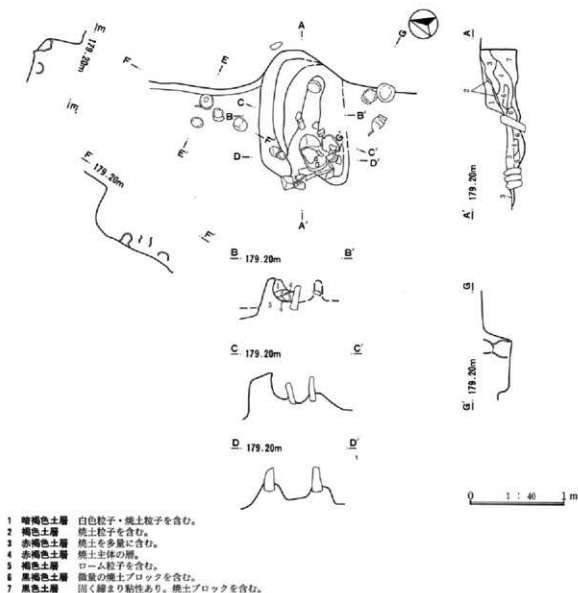 A
G
E
179.20m
E
F
E
C
B
B'
F
G'
C'
D
D'
E'
A'
A
179.20m
A'
F
179.20m
F'
B 179.20m B'
C 179.20m C'
D 179.20m D'
G
179.20m
G'
0 1 : 40 1 m
1 暗褐色土層 白色粒子・焼土粒子を含む。
2 褐色土層 焼土粒子を含む。
3 赤褐色土層 焼土を多量に含む。
4 赤褐色土層 焼土主体の層。
5 褐色土層 ローム粒子を含む。
6 黒褐色土層 微量の焼土ブロックを含む。
7 黒色土層 固く締まり粘性あり。焼土ブロックを含む。